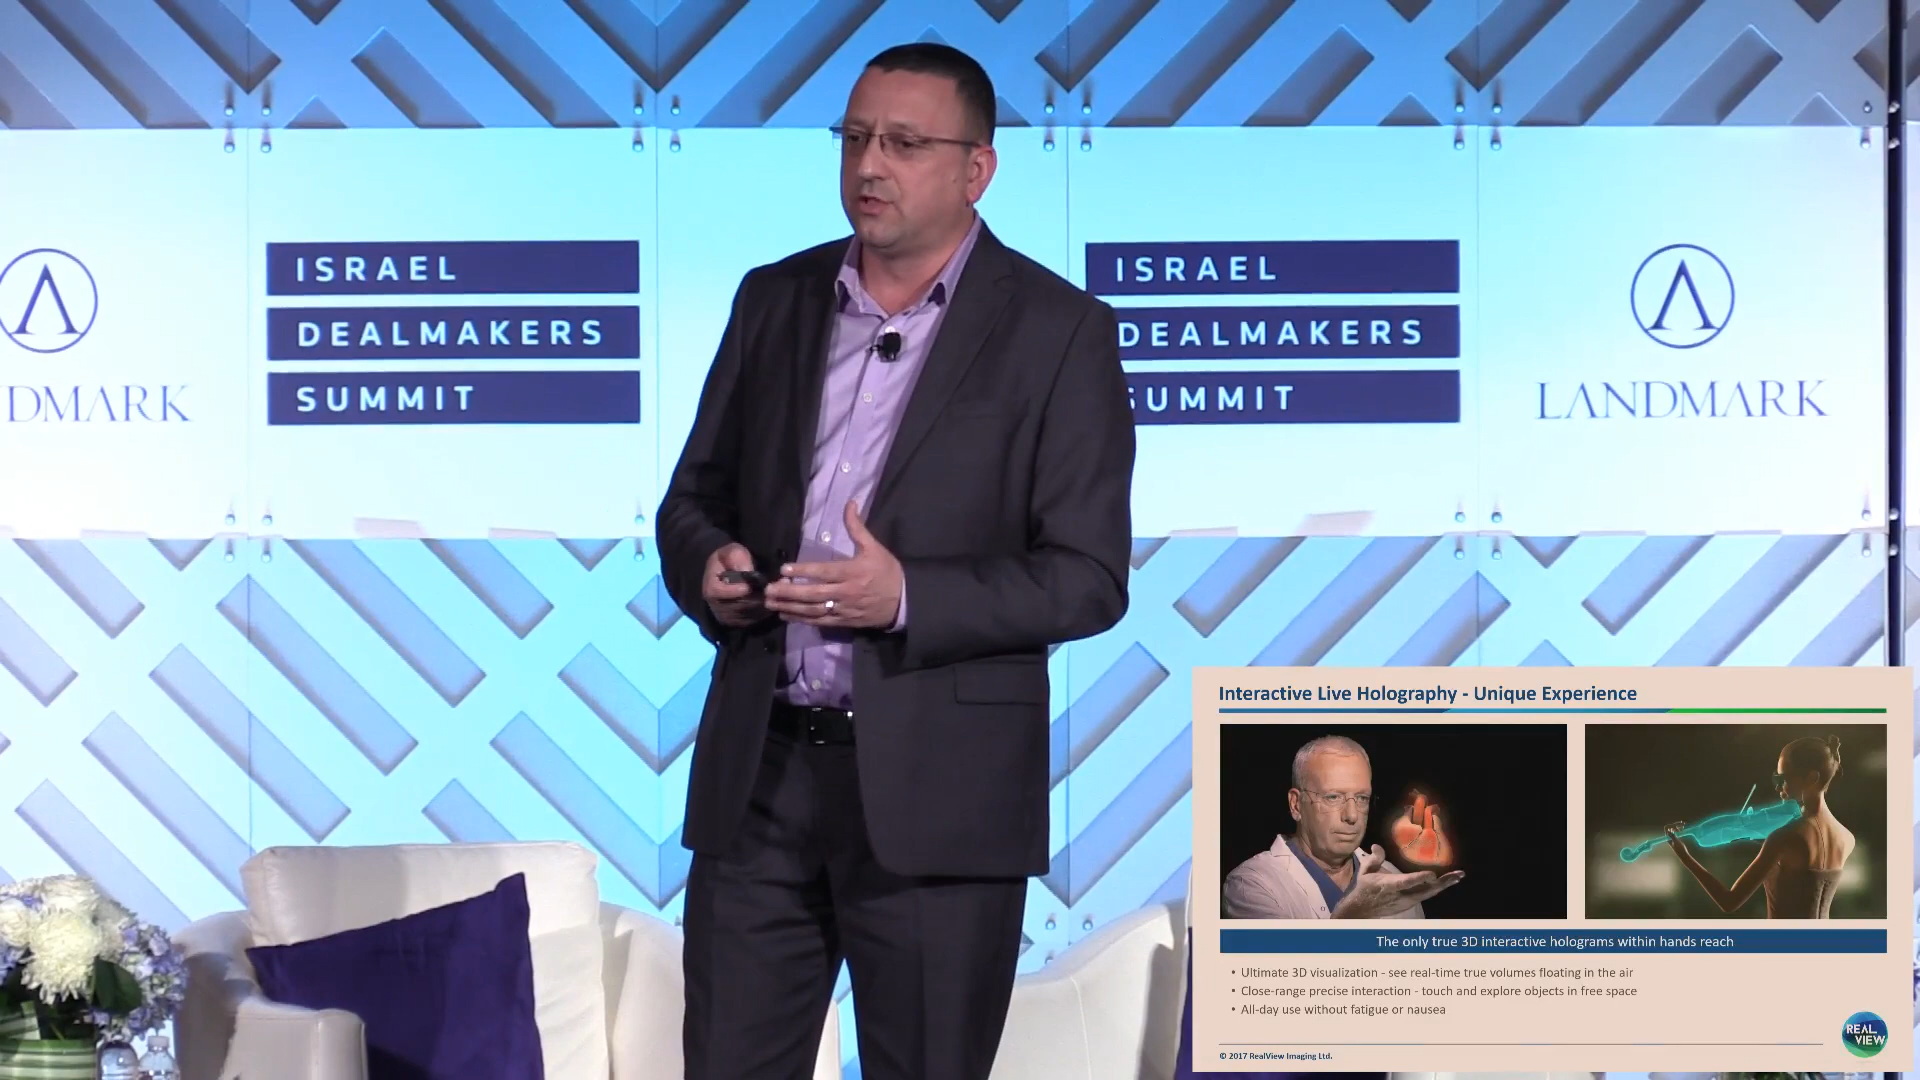 ISRAEL
DEALMAKERS
SUMMIT
NDMARK
ISRAEL
DEALMAKERS
SUMMIT
LANDMARK
Interactive Live Holography - Unique Experience
The only true 3D interactive holograms within hands reach
• Ultimate 3D visualization - see real-time true volumes floating in the air
• Close-range precise interaction - touch and explore objects in free space
• All-day use without fatigue or nausea
© 2017 RealView Imaging Ltd.
REAL
VIEW